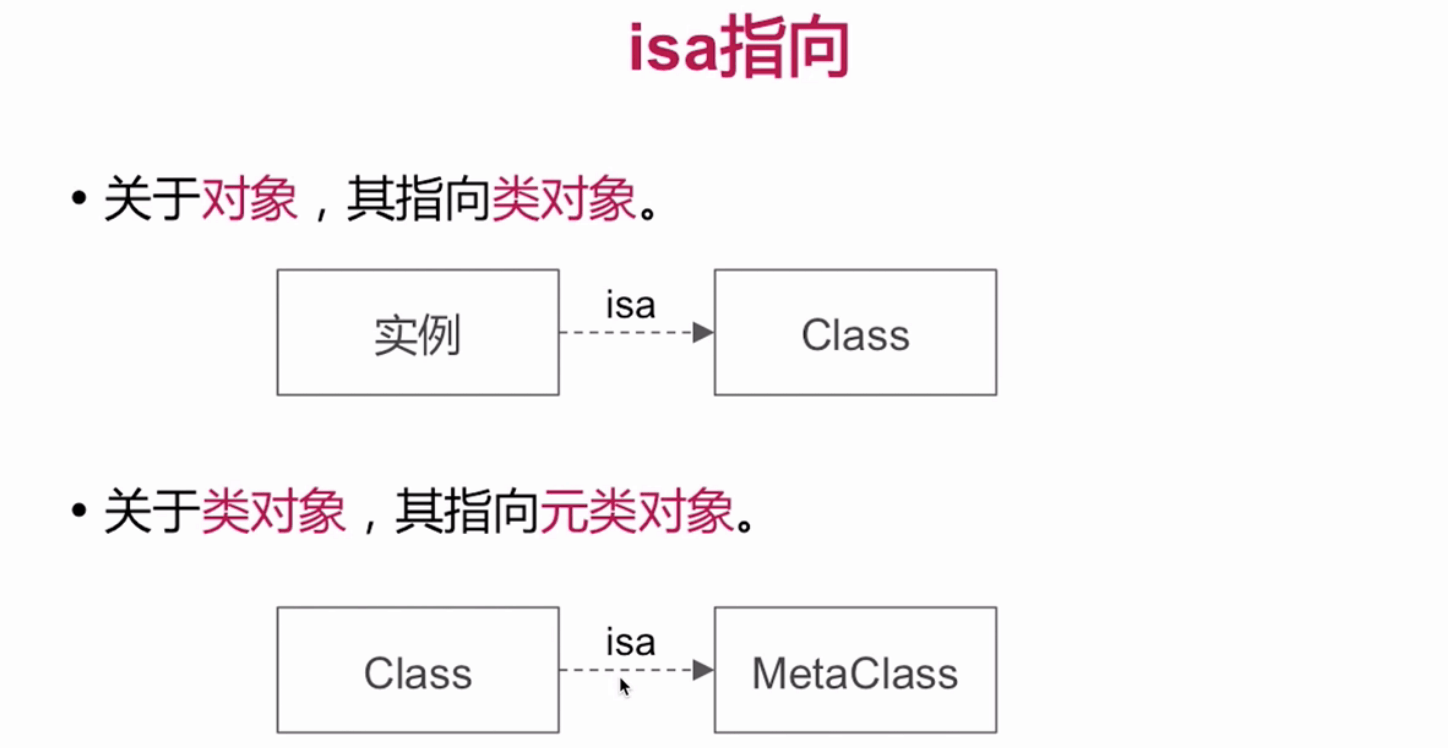 isa指向
• 关于对象，其指向类对象。
isa
实例
Class
• 关于类对象，其指向元类对象。
isa
Class
MetaClass